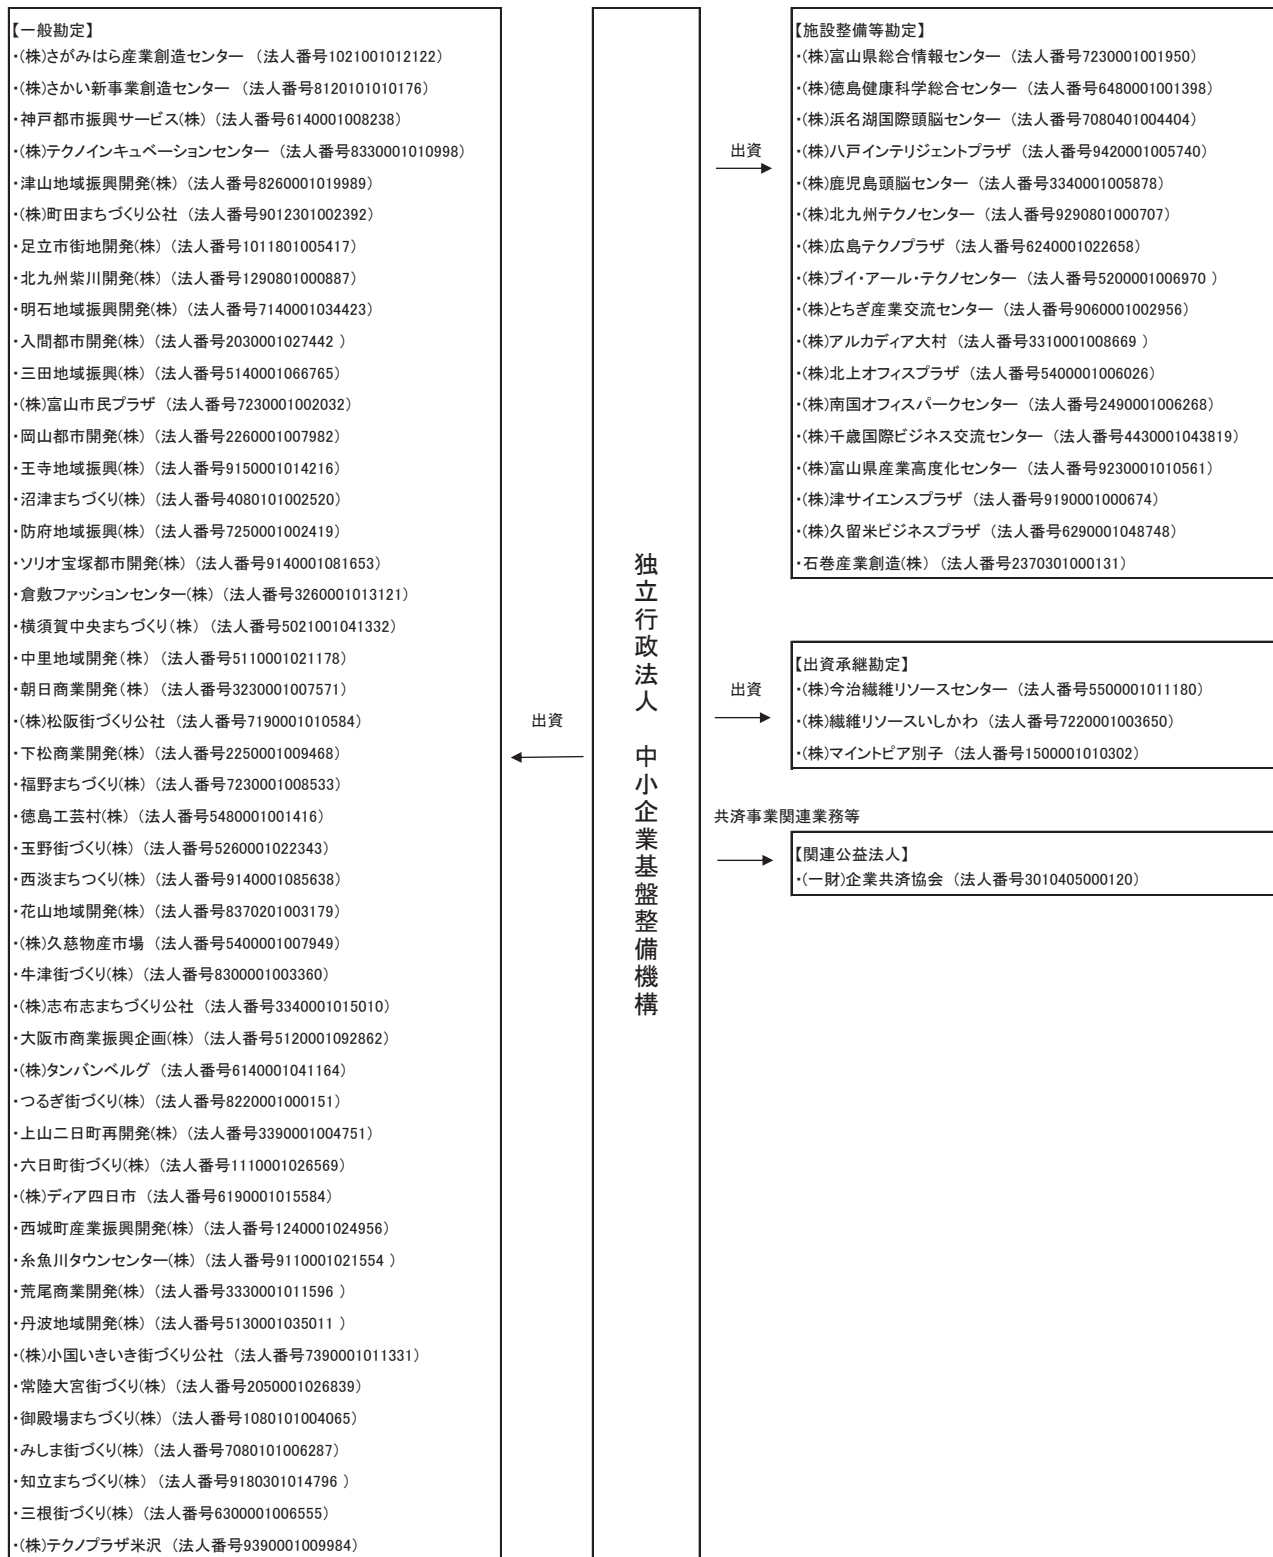 【一般勘定】
・(株)さがみはら産業創造センター （法人番号1021001012122）
・(株)さかい新事業創造センター （法人番号8120101010176）
・神戸都市振興サービス(株) （法人番号6140001008238）
・(株)テクノインキュベーションセンター （法人番号8330001010998）
・津山地域振興開発(株) （法人番号8260001019989）
・(株)町田まちづくり公社 （法人番号9012301002392）
・足立市街地開発(株) （法人番号1011801005417）
・北九州紫川開発(株) （法人番号1290801000887）
・明石地域振興開発(株) （法人番号7140001034423）
・入間都市開発(株) （法人番号2030001027442 ）
・三田地域振興(株) （法人番号5140001066765）
・(株)富山市民プラザ （法人番号7230001002032）
・岡山都市開発(株) （法人番号2260001007982）
・王寺地域振興(株) （法人番号9150001014216）
・沼津まちづくり(株) （法人番号4080101002520）
・防府地域振興(株) （法人番号7250001002419）
・ソリオ宝塚都市開発(株) （法人番号9140001081653）
・倉敷ファッションセンター(株) （法人番号3260001013121）
・横須賀中央まちづくり(株) （法人番号5021001041332）
・中里地域開発(株) （法人番号5110001021178）
・朝日商業開発(株) （法人番号3230001007571）
・(株)松阪街づくり公社 （法人番号7190001010584）
・下松商業開発(株) （法人番号2250001009468）
・福野まちづくり(株) （法人番号7230001008533）
・徳島工芸村(株) （法人番号5480001001416）
・玉野街づくり(株) （法人番号5260001022343）
・西淡まちつくり(株) （法人番号9140001085638）
・花山地域開発(株) （法人番号8370201003179）
・(株)久慈物産市場 （法人番号5400001007949）
・牛津街づくり(株) （法人番号8300001003360）
・(株)志布志まちづくり公社 （法人番号3340001015010）
・大阪市商業振興企画(株) （法人番号5120001092862）
・(株)タンバンベルグ （法人番号6140001041164）
・つるぎ街づくり(株) （法人番号8220001000151）
・上山二日町再開発(株) （法人番号3390001004751）
・六日町街づくり(株) （法人番号1110001026569）
・(株)ディア四日市 （法人番号6190001015584）
・西城町産業振興開発(株) （法人番号1240001024956）
・糸魚川タウンセンター(株) （法人番号9110001021554 ）
・荒尾商業開発(株) （法人番号3330001011596 ）
・丹波地域開発(株) （法人番号5130001035011 ）
・(株)小国いきいき街づくり公社 （法人番号7390001011331）
・常陸大宮街づくり(株) （法人番号2050001026839）
・御殿場まちづくり(株) （法人番号1080101004065）
・みしま街づくり(株) （法人番号7080101006287）
・知立まちづくり(株) （法人番号9180301014796 ）
・三根街づくり(株) （法人番号6300001006555）
・(株)テクノプラザ米沢 （法人番号9390001009984）
出資
独立行政法人　中小企業基盤整備機構
出資
【施設整備等勘定】
・(株)富山県総合情報センター （法人番号7230001001950）
・(株)徳島健康科学総合センター （法人番号6480001001398）
・(株)浜名湖国際頭脳センター （法人番号7080401004404）
・(株)八戸インテリジェントプラザ （法人番号9420001005740）
・(株)鹿児島頭脳センター （法人番号3340001005878）
・(株)北九州テクノセンター （法人番号9290801000707）
・(株)広島テクノプラザ （法人番号6240001022658）
・(株)ブイ・アール・テクノセンター （法人番号5200001006970 ）
・(株)とちぎ産業交流センター （法人番号9060001002956）
・(株)アルカディア大村 （法人番号3310001008669 ）
・(株)北上オフィスプラザ （法人番号5400001006026）
・(株)南国オフィスパークセンター （法人番号2490001006268）
・(株)千歳国際ビジネス交流センター （法人番号4430001043819）
・(株)富山県産業高度化センター （法人番号9230001010561）
・(株)津サイエンスプラザ （法人番号9190001000674）
・(株)久留米ビジネスプラザ （法人番号6290001048748）
・石巻産業創造(株) （法人番号2370301000131）
出資
【出資承継勘定】
・(株)今治繊維リソースセンター （法人番号5500001011180）
・(株)繊維リソースいしかわ （法人番号7220001003650）
・(株)マイントピア別子 （法人番号1500001010302）
共済事業関連業務等
【関連公益法人】
・(一財)企業共済協会 （法人番号3010405000120）